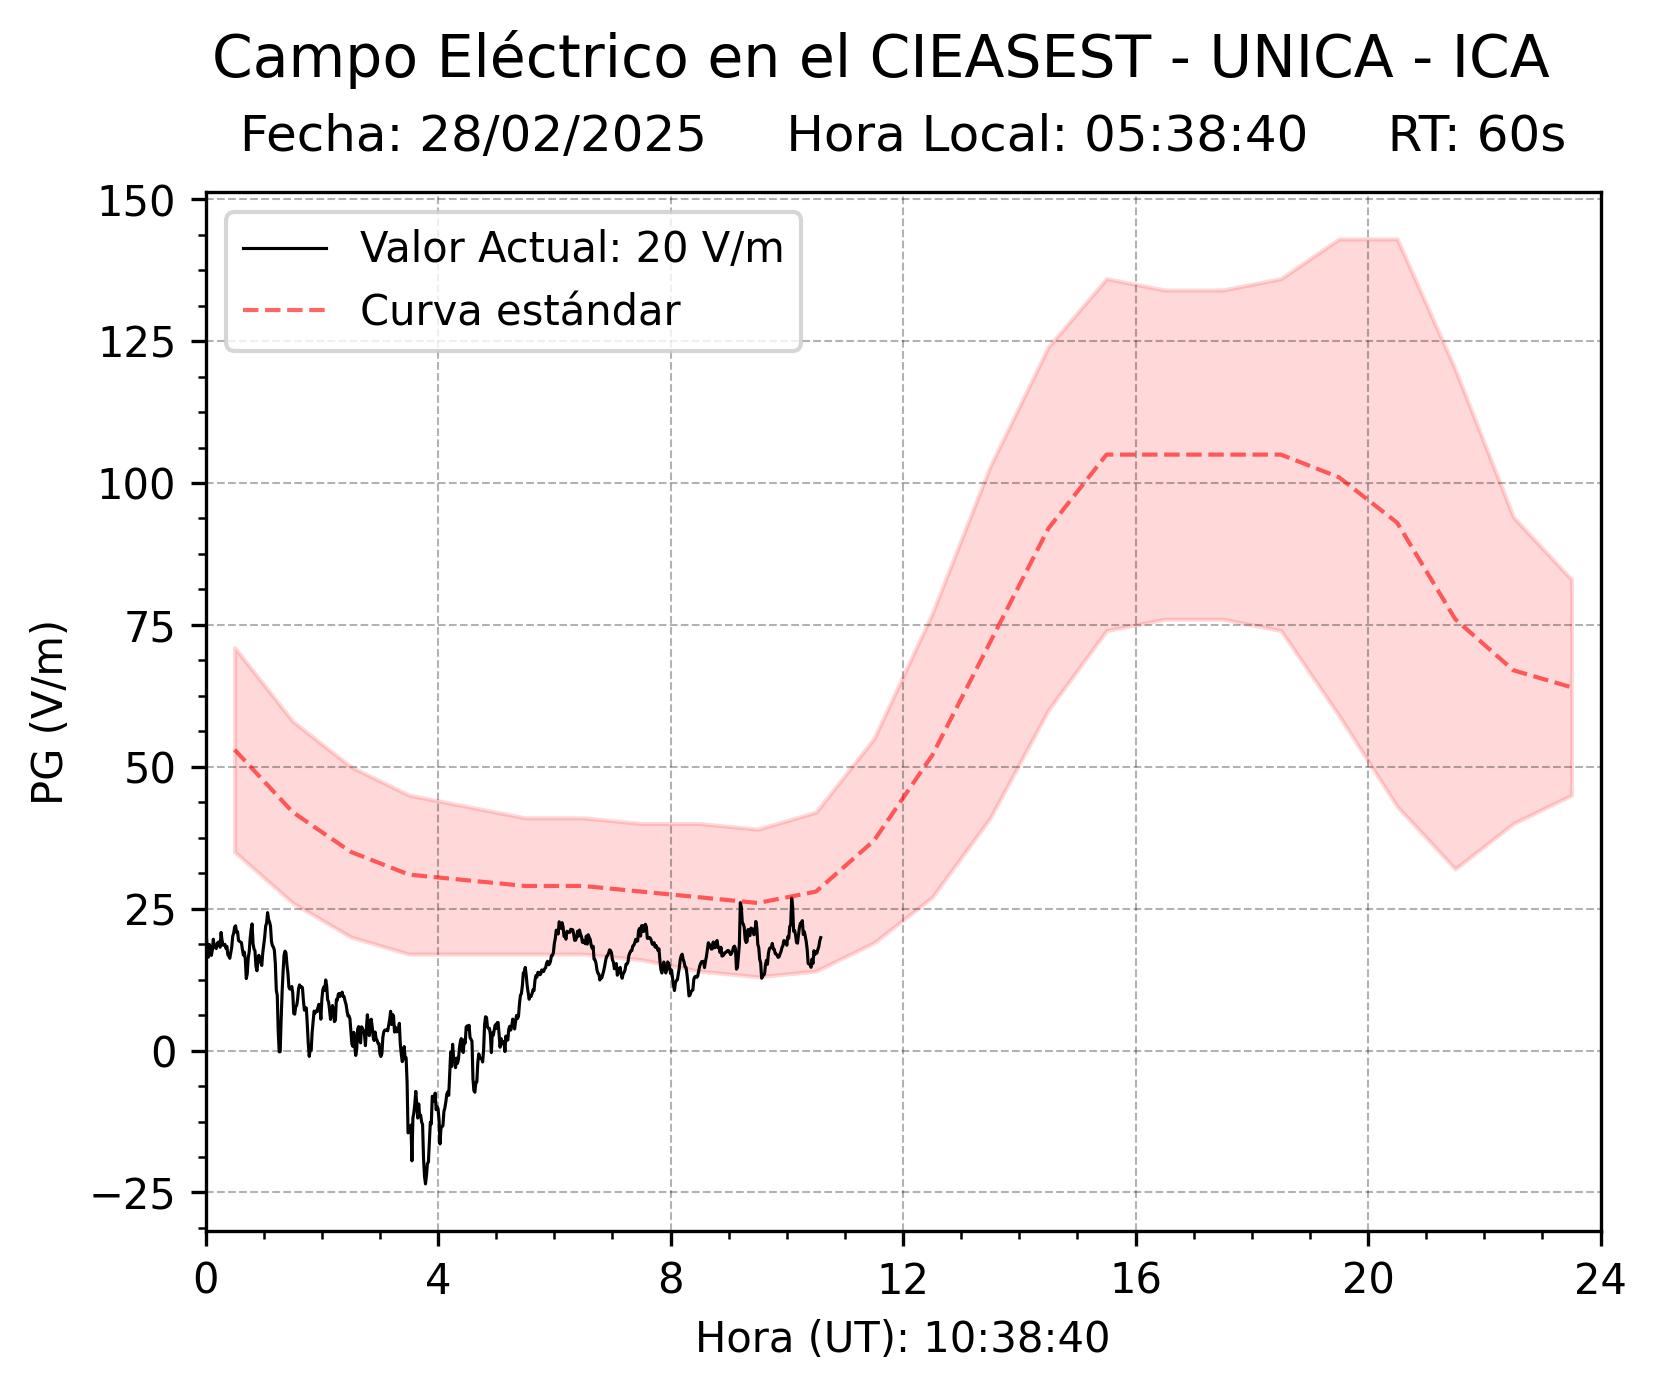 Campo Eléctrico en el CIEASEST - UNICA - ICA
Fecha: 28/02/2025 Hora Local: 05:38:40 RT: 60s
Valor Actual: 20 V/m
Curva estándar
150
125
100
75
50
25
0
−25
PG (V/m)
0 4 8 12 16 20 24
Hora (UT): 10:38:40